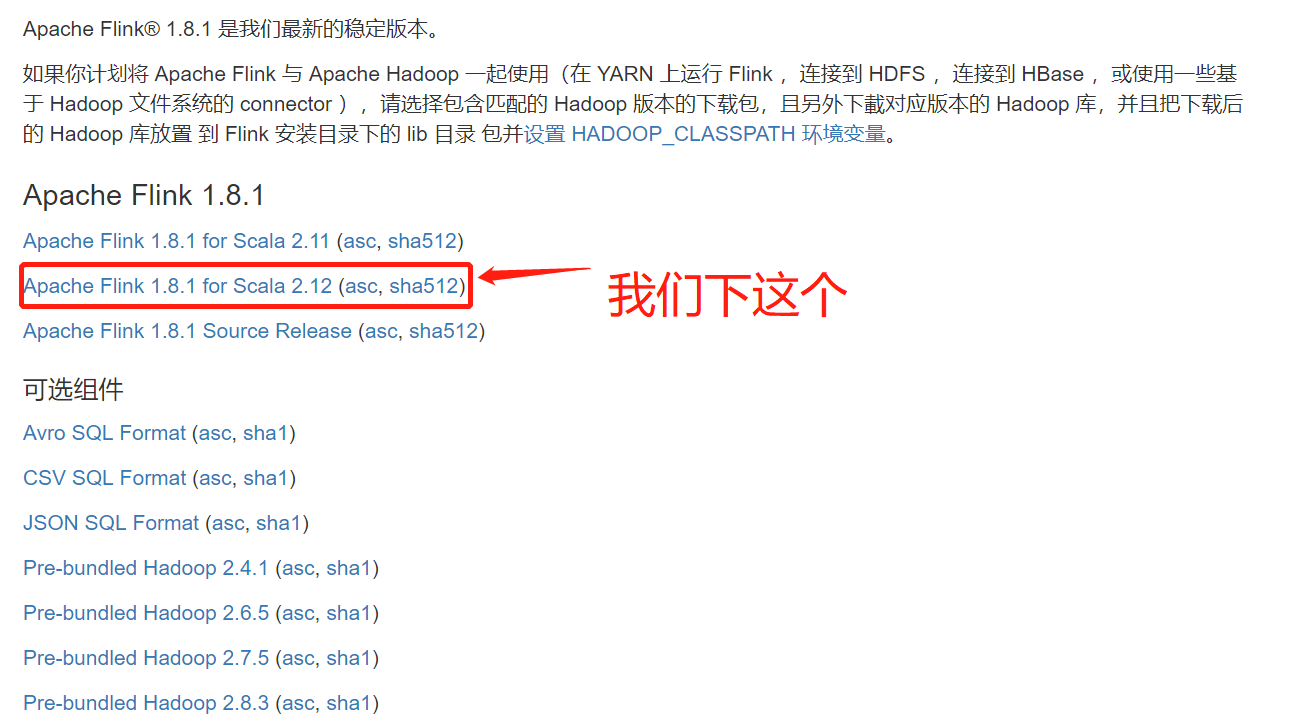 Apache Flink® 1.8.1 是我们最新的稳定版本。
如果你计划将 Apache Flink 与 Apache Hadoop 一起使用（在 YARN 上运行 Flink ，连接到 HDFS ，连接到 HBase ，或使用一些基
于 Hadoop 文件系统的 connector ），请选择包含匹配的 Hadoop 版本的下载包，且另外下載对应版本的 Hadoop 库，并且把下载后
的 Hadoop 库放置 到 Flink 安装目录下的 lib 目录 包并设置 HADOOP_CLASSPATH 环境变量。
Apache Flink 1.8.1
Apache Flink 1.8.1 for Scala 2.11 (asc, sha512)
Apache Flink 1.8.1 for Scala 2.12 (asc, sha512)
我们下这个
Apache Flink 1.8.1 Source Release (asc, sha512)
可选组件
Avro SQL Format (asc, sha1)
CSV SQL Format (asc, sha1)
JSON SQL Format (asc, sha1)
Pre-bundled Hadoop 2.4.1 (asc, sha1)
Pre-bundled Hadoop 2.6.5 (asc, sha1)
Pre-bundled Hadoop 2.7.5 (asc, sha1)
Pre-bundled Hadoop 2.8.3 (asc, sha1)